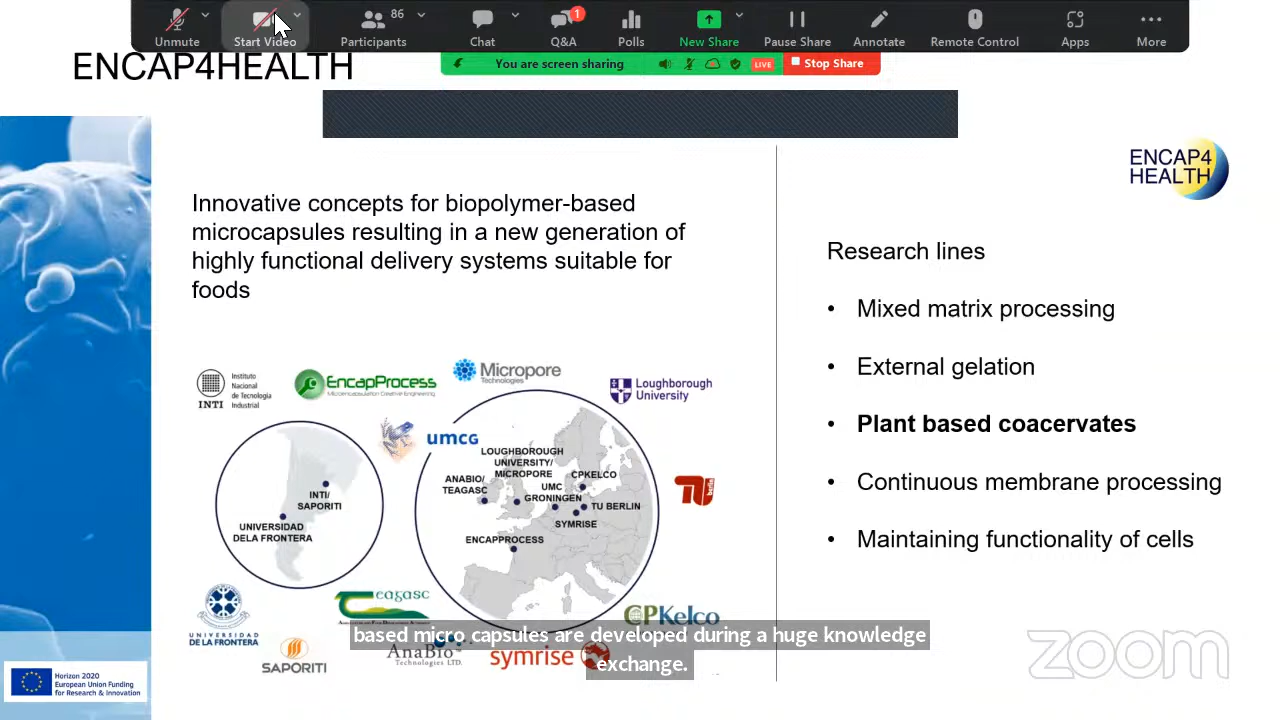 86
1
Unmute
Start Video
Participants
Chat
Q&A
Polls
New Share
Pause Share
Annotate
Remote Control
Apps
More
You are screen sharing
LIVE
Stop Share
ENCAP4HEALTH
ENCAP4
HEALTH
Innovative concepts for biopolymer-based
microcapsules resulting in a new generation of
highly functional delivery systems suitable for
foods
Research lines
• Mixed matrix processing
• External gelation
• Plant based coacervates
• Continuous membrane processing
• Maintaining functionality of cells
INTI
Instituto
Nacional
de Tecnología
Industrial
EncapProcess
Microencapsulation Creative Engineering
Micropore
Technologies
Loughborough
University
umcg
LOUGHBOROUGH
UNIVERSITY/
MICROPORE
ANABIO/
TEAGASC
CPKELCO
UMC
GRONINGEN
TU BERLIN
SYMRISE
ENCAPPROCESS
INTI/
SAPORITI
UNIVERSIDAD
DELA FRONTERA
berlin
UNIVERSIDAD
DE LA FRONTERA
Teagasc
CPKelco
SAPORITI
AnaBio
Technologies LTD.
symrise
based micro capsules are developed during a huge knowledge
exchange.
zoom
Horizon 2020
European Union Funding
for Research & Innovation